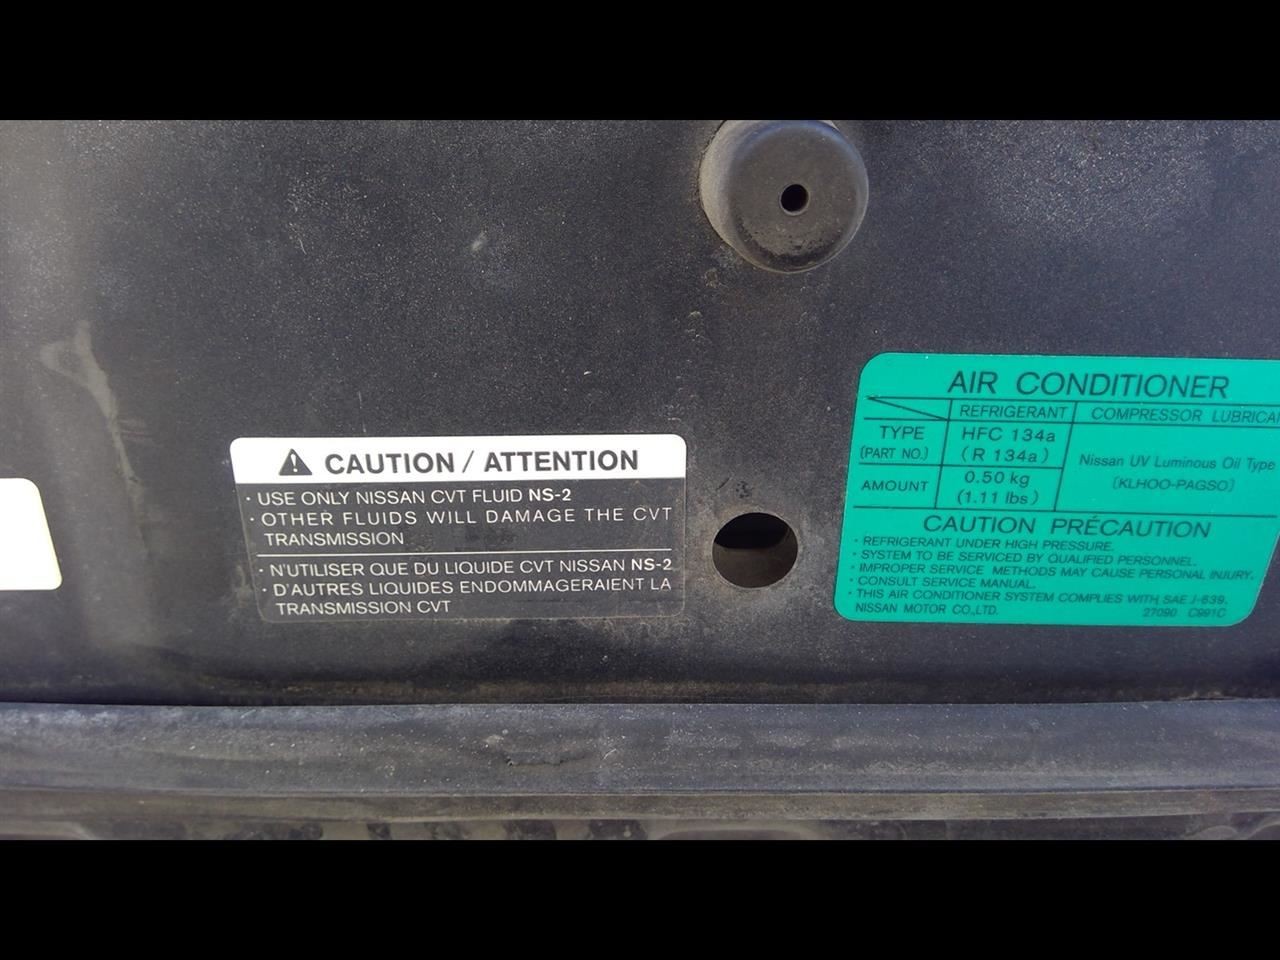 CAUTION / ATTENTION
· USE ONLY NISSAN CVT FLUID NS-2
· OTHER FLUIDS WILL DAMAGE THE CVT
TRANSMISSION
· N'UTILISER QUE DU LIQUIDE CVT NISSAN NS-2
· D'AUTRES LIQUIDES ENDOMMAGERAIENT LA
TRANSMISSION CVT
AIR CONDITIONER
REFRIGERANT COMPRESSOR LUBRICA
TYPE
(PART NO.)
HFC 134a
(R 134a)
Nissan UV Luminous Oil Type
(KLHOO-PAGSO)
AMOUNT
0.50 kg
(1.11 lbs)
CAUTION PRÉCAUTION
· REFRIGERANT UNDER HIGH PRESSURE.
· SYSTEM TO BE SERVICED BY QUALIFIED PERSONNEL.
· IMPROPER SERVICE METHODS MAY CAUSE PERSONAL INJURY.
· CONSULT SERVICE MANUAL.
· THIS AIR CONDITIONER SYSTEM COMPLIES WITH SAE J-639.
NISSAN MOTOR CO.,LTD. 27090 C991C